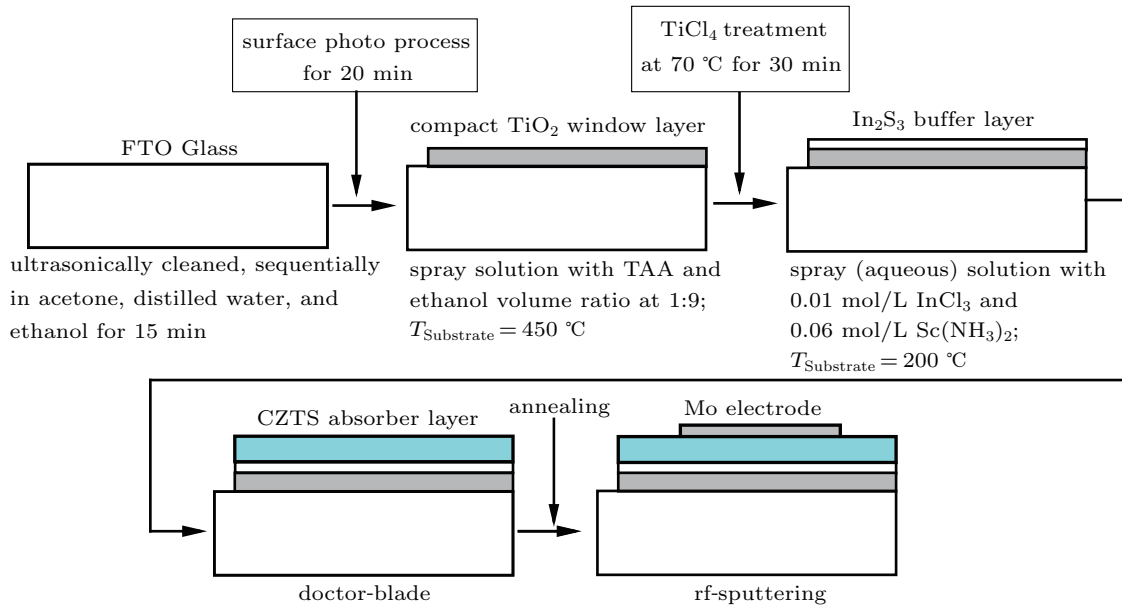 surface photo process
for 20 min
TiCl₄ treatment
at 70 ℃ for 30 min
FTO Glass
compact TiO₂ window layer
In₂S₃ buffer layer
ultrasonically cleaned, sequentially
in acetone, distilled water, and
ethanol for 15 min
spray solution with TAA and
ethanol volume ratio at 1:9;
T_Substrate = 450 ℃
spray (aqueous) solution with
0.01 mol/L InCl₃ and
0.06 mol/L Sc(NH₃)₂;
T_Substrate = 200 ℃
CZTS absorber layer
annealing
Mo electrode
doctor-blade
rf-sputtering